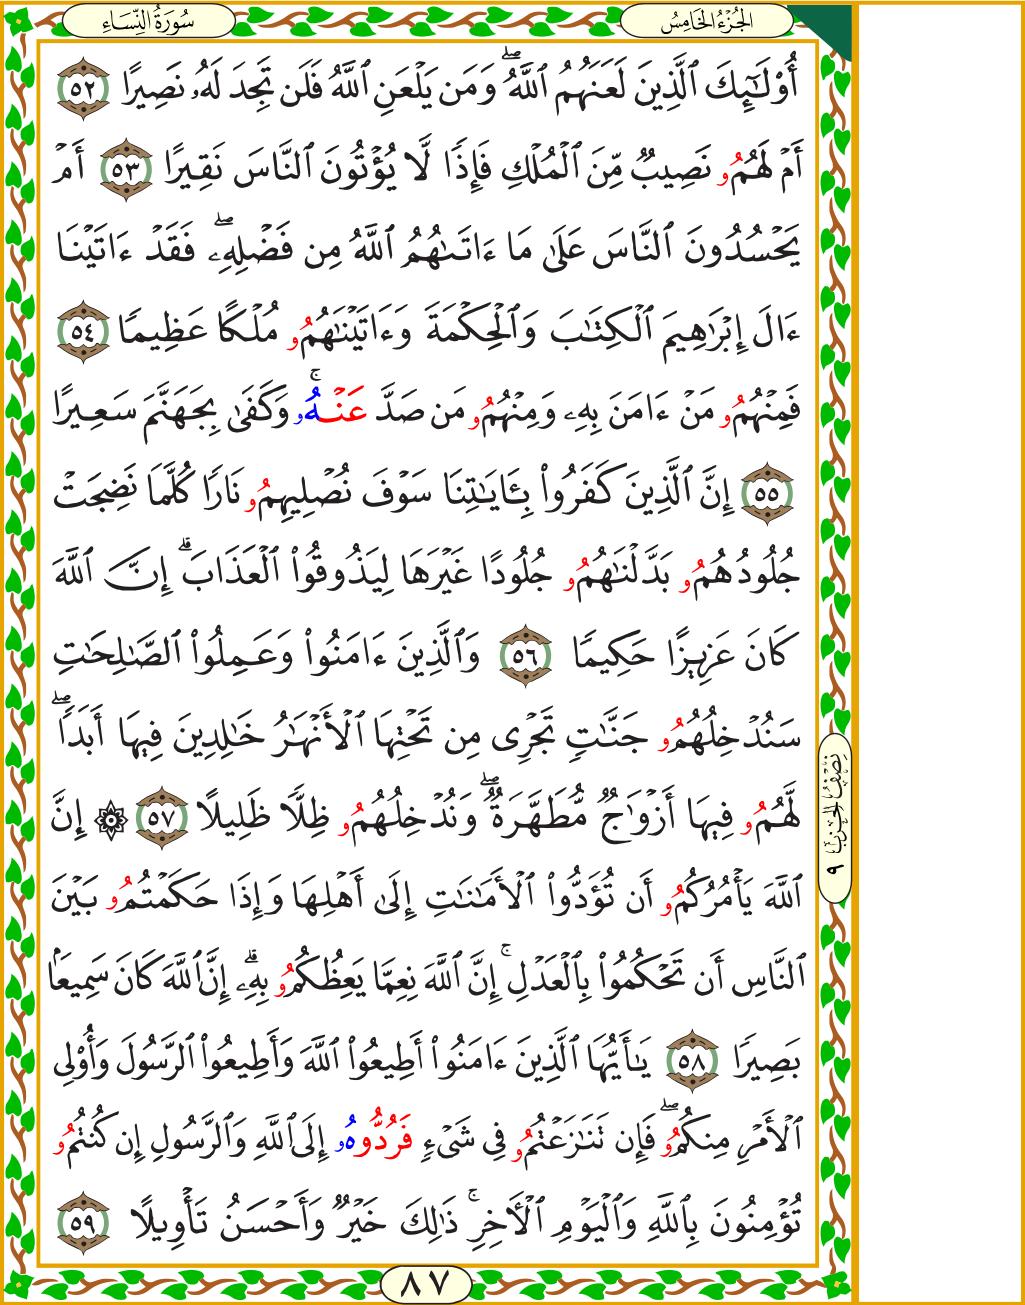 الجُزْءُ الخَامِسُ
سُورَةُ النِّسَاءِ
أُوْلَٰٓئِكَ ٱلَّذِينَ لَعَنَهُمُ ٱللَّهُۖ وَمَن يَلْعَنِ ٱللَّهُ فَلَن تَجِدَ لَهُۥ نَصِيرًا ٥٢
أَمْ لَهُمُۥ نَصِيبٌ مِّنَ ٱلْمُلْكِ فَإِذًا لَّا يُؤْتُونَ ٱلنَّاسَ نَقِيرًا ٥٣ أَمْ
يَحْسُدُونَ ٱلنَّاسَ عَلَىٰ مَا ءَاتَىٰهُمُ ٱللَّهُ مِن فَضْلِهِۦۖ فَقَدْ ءَاتَيْنَا
ءَالَ إِبْرَٰهِيمَ ٱلْكِتَٰبَ وَٱلْحِكْمَةَ وَءَاتَيْنَٰهُمُۥ مُلْكًا عَظِيمًا ٥٤
فَمِنْهُمُۥ مَنْ ءَامَنَ بِهِۦ وَمِنْهُمُۥ مَن صَدَّ عَنْهُۥۚ وَكَفَىٰ بِجَهَنَّمَ سَعِيرًا
٥٥ إِنَّ ٱلَّذِينَ كَفَرُواْ بِـَٔايَٰتِنَا سَوْفَ نُصْلِيهِمُۥ نَارًا كُلَّمَا نَضِجَتْ
جُلُودُهُمُۥ بَدَّلْنَٰهُمُۥ جُلُودًا غَيْرَهَا لِيَذُوقُواْ ٱلْعَذَابَۗ إِنَّ ٱللَّهَ
كَانَ عَزِيزًا حَكِيمًا ٥٦ وَٱلَّذِينَ ءَامَنُواْ وَعَمِلُواْ ٱلصَّٰلِحَٰتِ
سَنُدْخِلُهُمُۥ جَنَّٰتٍ تَجْرِى مِن تَحْتِهَا ٱلْأَنْهَٰرُ خَٰلِدِينَ فِيهَا أَبَدًاۖ
لَّهُمُۥ فِيهَا أَزْوَٰجٌ مُّطَهَّرَةٌۖ وَنُدْخِلُهُمُۥ ظِلًّا ظَلِيلًا ٥٧ ۞ إِنَّ
ٱللَّهَ يَأْمُرُكُمُۥ أَن تُؤَدُّواْ ٱلْأَمَٰنَٰتِ إِلَىٰ أَهْلِهَا وَإِذَا حَكَمْتُمُۥ بَيْنَ
ٱلنَّاسِ أَن تَحْكُمُواْ بِٱلْعَدْلِۚ إِنَّ ٱللَّهَ نِعِمَّا يَعِظُكُمُۥ بِهِۦۗ إِنَّ ٱللَّهَ كَانَ سَمِيعًۢا
بَصِيرًا ٥٨ يَٰٓأَيُّهَا ٱلَّذِينَ ءَامَنُواْ أَطِيعُواْ ٱللَّهَ وَأَطِيعُواْ ٱلرَّسُولَ وَأُوْلِى
ٱلْأَمْرِ مِنكُمُۥۖ فَإِن تَنَٰزَعْتُمُۥ فِى شَىْءٍ فَرُدُّوهُۥ إِلَى ٱللَّهِ وَٱلرَّسُولِ إِن كُنتُمُۥ
تُؤْمِنُونَ بِٱللَّهِ وَٱلْيَوْمِ ٱلْأٓخِرِۚ ذَٰلِكَ خَيْرٌ وَأَحْسَنُ تَأْوِيلًا ٥٩
نِصْفُ الحِزْبِ ٩
٨٧